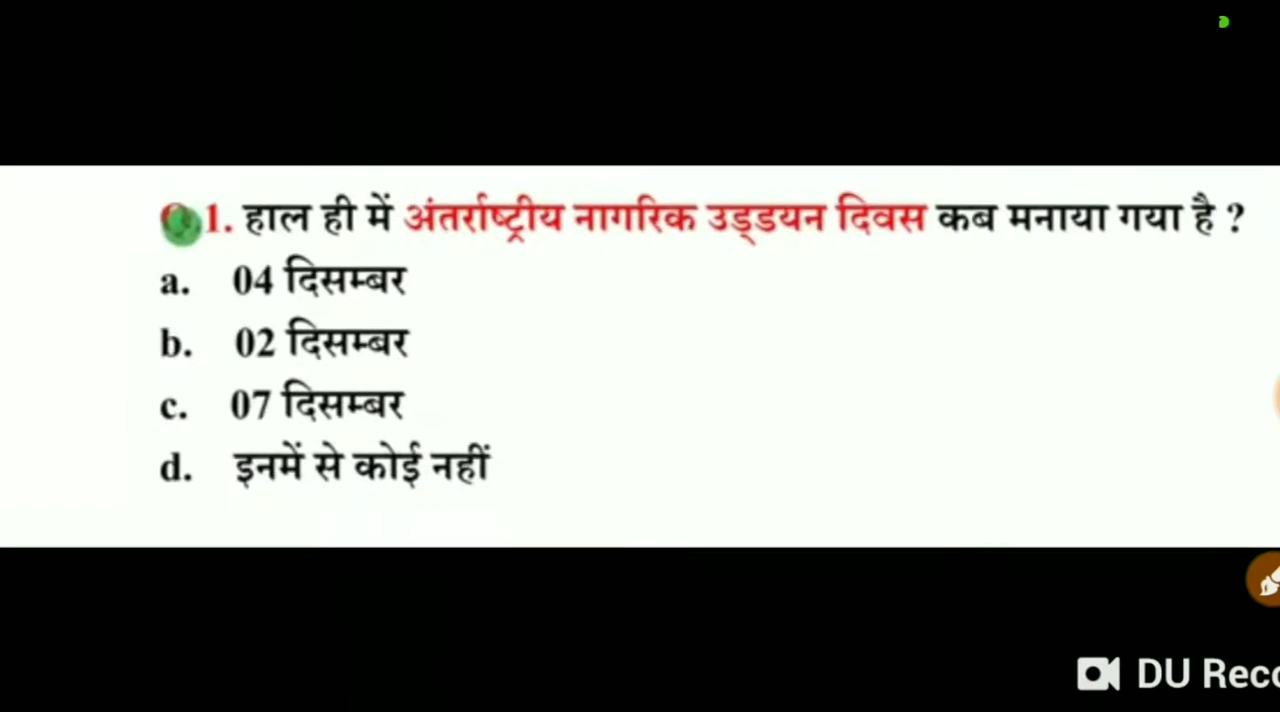 Q 1. हाल ही में अंतर्राष्ट्रीय नागरिक उड्डयन दिवस कब मनाया गया है ?
a. 04 दिसम्बर
b. 02 दिसम्बर
c. 07 दिसम्बर
d. इनमें से कोई नहीं
DU